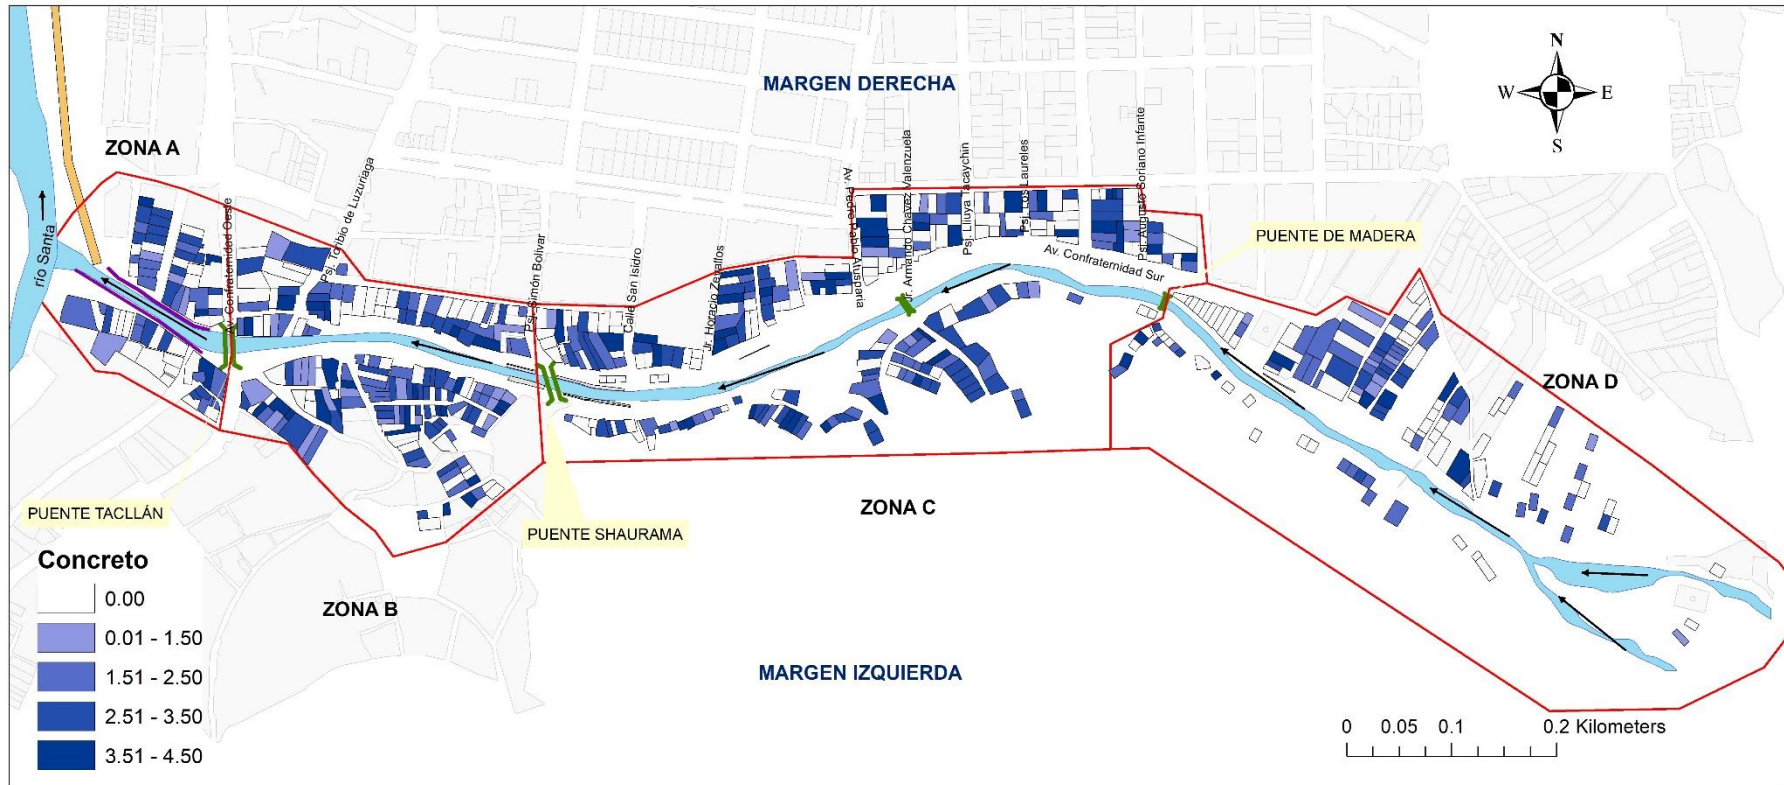 MARGEN DERECHA
N
W
E
S
ZONA A
Av. Confraternidad Oeste
Psj. Toribio de Luzuriaga
Psj. Simón Bolivar
Calle San Isidro
Jr. Horacio Zevallos
Av. Pedro Pablo Atusparia
Jr. Armando Chavez Valenzuela
Psj. Lliuya Tacaychin
Psj. Los Laureles
Psj. Augusto Soriano Infante
río Santa
PUENTE DE MADERA
Av. Confraternidad Sur
ZONA D
PUENTE TACLLÁN
ZONA C
PUENTE SHAURAMA
ZONA B
MARGEN IZQUIERDA
Concreto
0.00
0.01 - 1.50
1.51 - 2.50
2.51 - 3.50
3.51 - 4.50
0 0.05 0.1 0.2 Kilometers